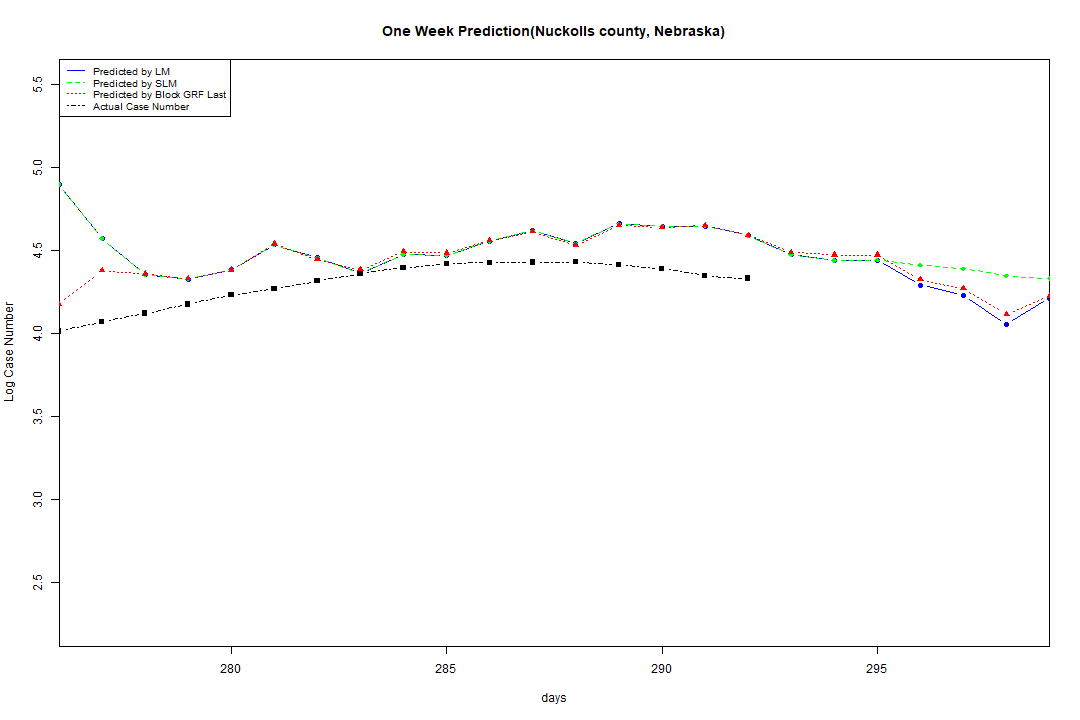 One Week Prediction(Nuckolls county, Nebraska)
Predicted by LM
Predicted by SLM
Predicted by Block GRF Last
Actual Case Number
5.5
5.0
4.5
4.0
3.5
3.0
2.5
Log Case Number
280
285
290
295
days